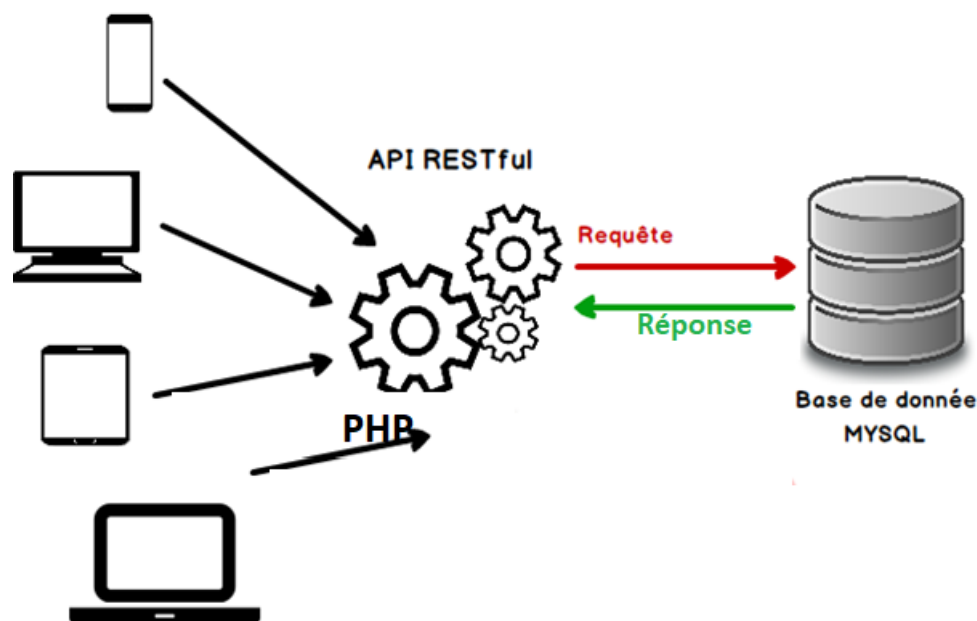 API RESTful
Requête
Réponse
PHP
Base de donnée
MYSQL